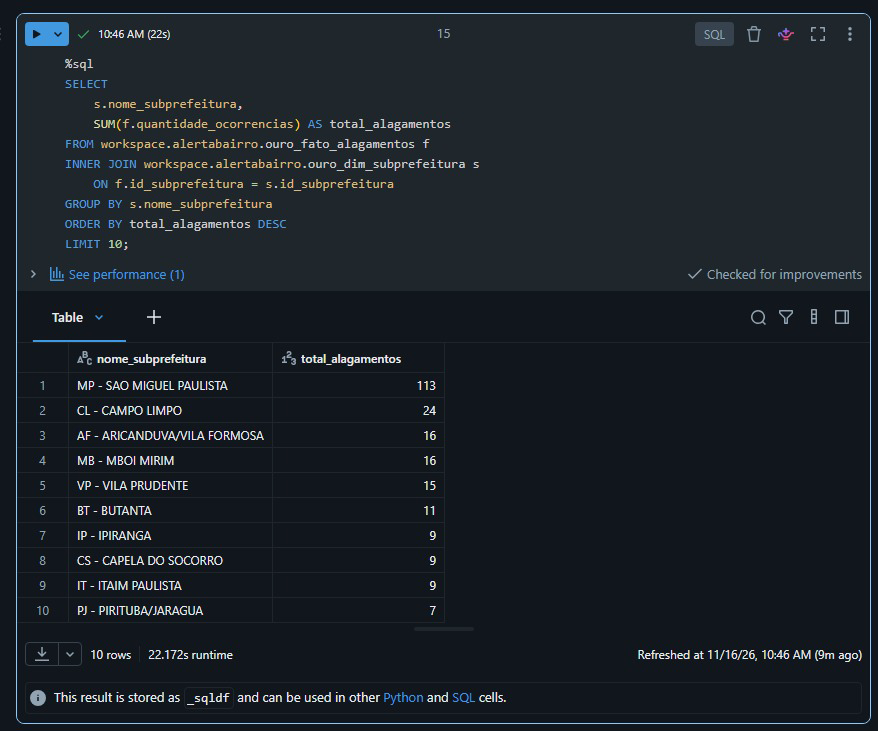 10:46 AM (22s)
15
SQL
%sql
SELECT
s.nome_subprefeitura,
SUM(f.quantidade_ocorrencias) AS total_alagamentos
FROM workspace.alertabairro.ouro_fato_alagamentos f
INNER JOIN workspace.alertabairro.ouro_dim_subprefeitura s
ON f.id_subprefeitura = s.id_subprefeitura
GROUP BY s.nome_subprefeitura
ORDER BY total_alagamentos DESC
LIMIT 10;
See performance (1)
Checked for improvements
Table
ABC nome_subprefeitura 123 total_alagamentos
1 MP - SAO MIGUEL PAULISTA 113
2 CL - CAMPO LIMPO 24
3 AF - ARICANDUVA/VILA FORMOSA 16
4 MB - MBOI MIRIM 16
5 VP - VILA PRUDENTE 15
6 BT - BUTANTA 11
7 IP - IPIRANGA 9
8 CS - CAPELA DO SOCORRO 9
9 IT - ITAIM PAULISTA 9
10 PJ - PIRITUBA/JARAGUA 7
10 rows 22.172s runtime
Refreshed at 11/16/26, 10:46 AM (9m ago)
This result is stored as _sqldf and can be used in other Python and SQL cells.